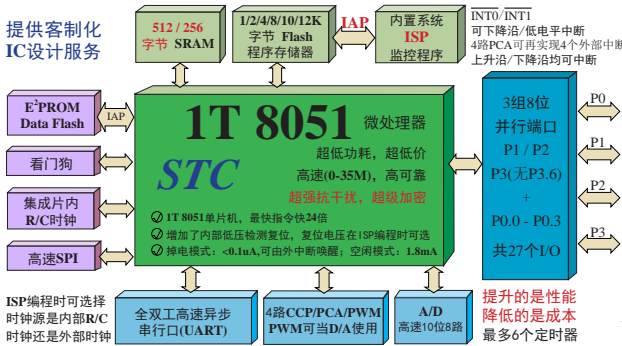 提供客制化
IC设计服务
512 / 256
字节 SRAM
1/2/4/8/10/12K
字节 Flash
程序存储器
IAP
内置系统
ISP
监控程序
INT0/INT1
可下降沿/低电平中断
4路PCA可再实现4个外部中断
上升沿/下降沿均可中断
E²PROM
Data Flash
IAP
看门狗
集成片内
R/C时钟
高速SPI
1T 8051
微处理器
STC
超低功耗，超低价
高速(0-35M)，高可靠
超强抗干扰，超级加密
1T 8051单片机，最快指令快24倍
增加了内部低压检测复位，复位电压在ISP编程时可选
掉电模式：<0.1uA,可由外中断唤醒；空闲模式：1.8mA
3组8位
并行端口
P1 / P2
P3(无P3.6)
+
P0.0 - P0.3
共27个I/O
P0
P1
P2
P3
ISP编程时可选择
时钟源是内部R/C
时钟还是外部时钟
全双工高速异步
串行口(UART)
4路CCP/PCA/PWM
PWM可当D/A使用
A/D
高速10位8路
提升的是性能
降低的是成本
最多6个定时器